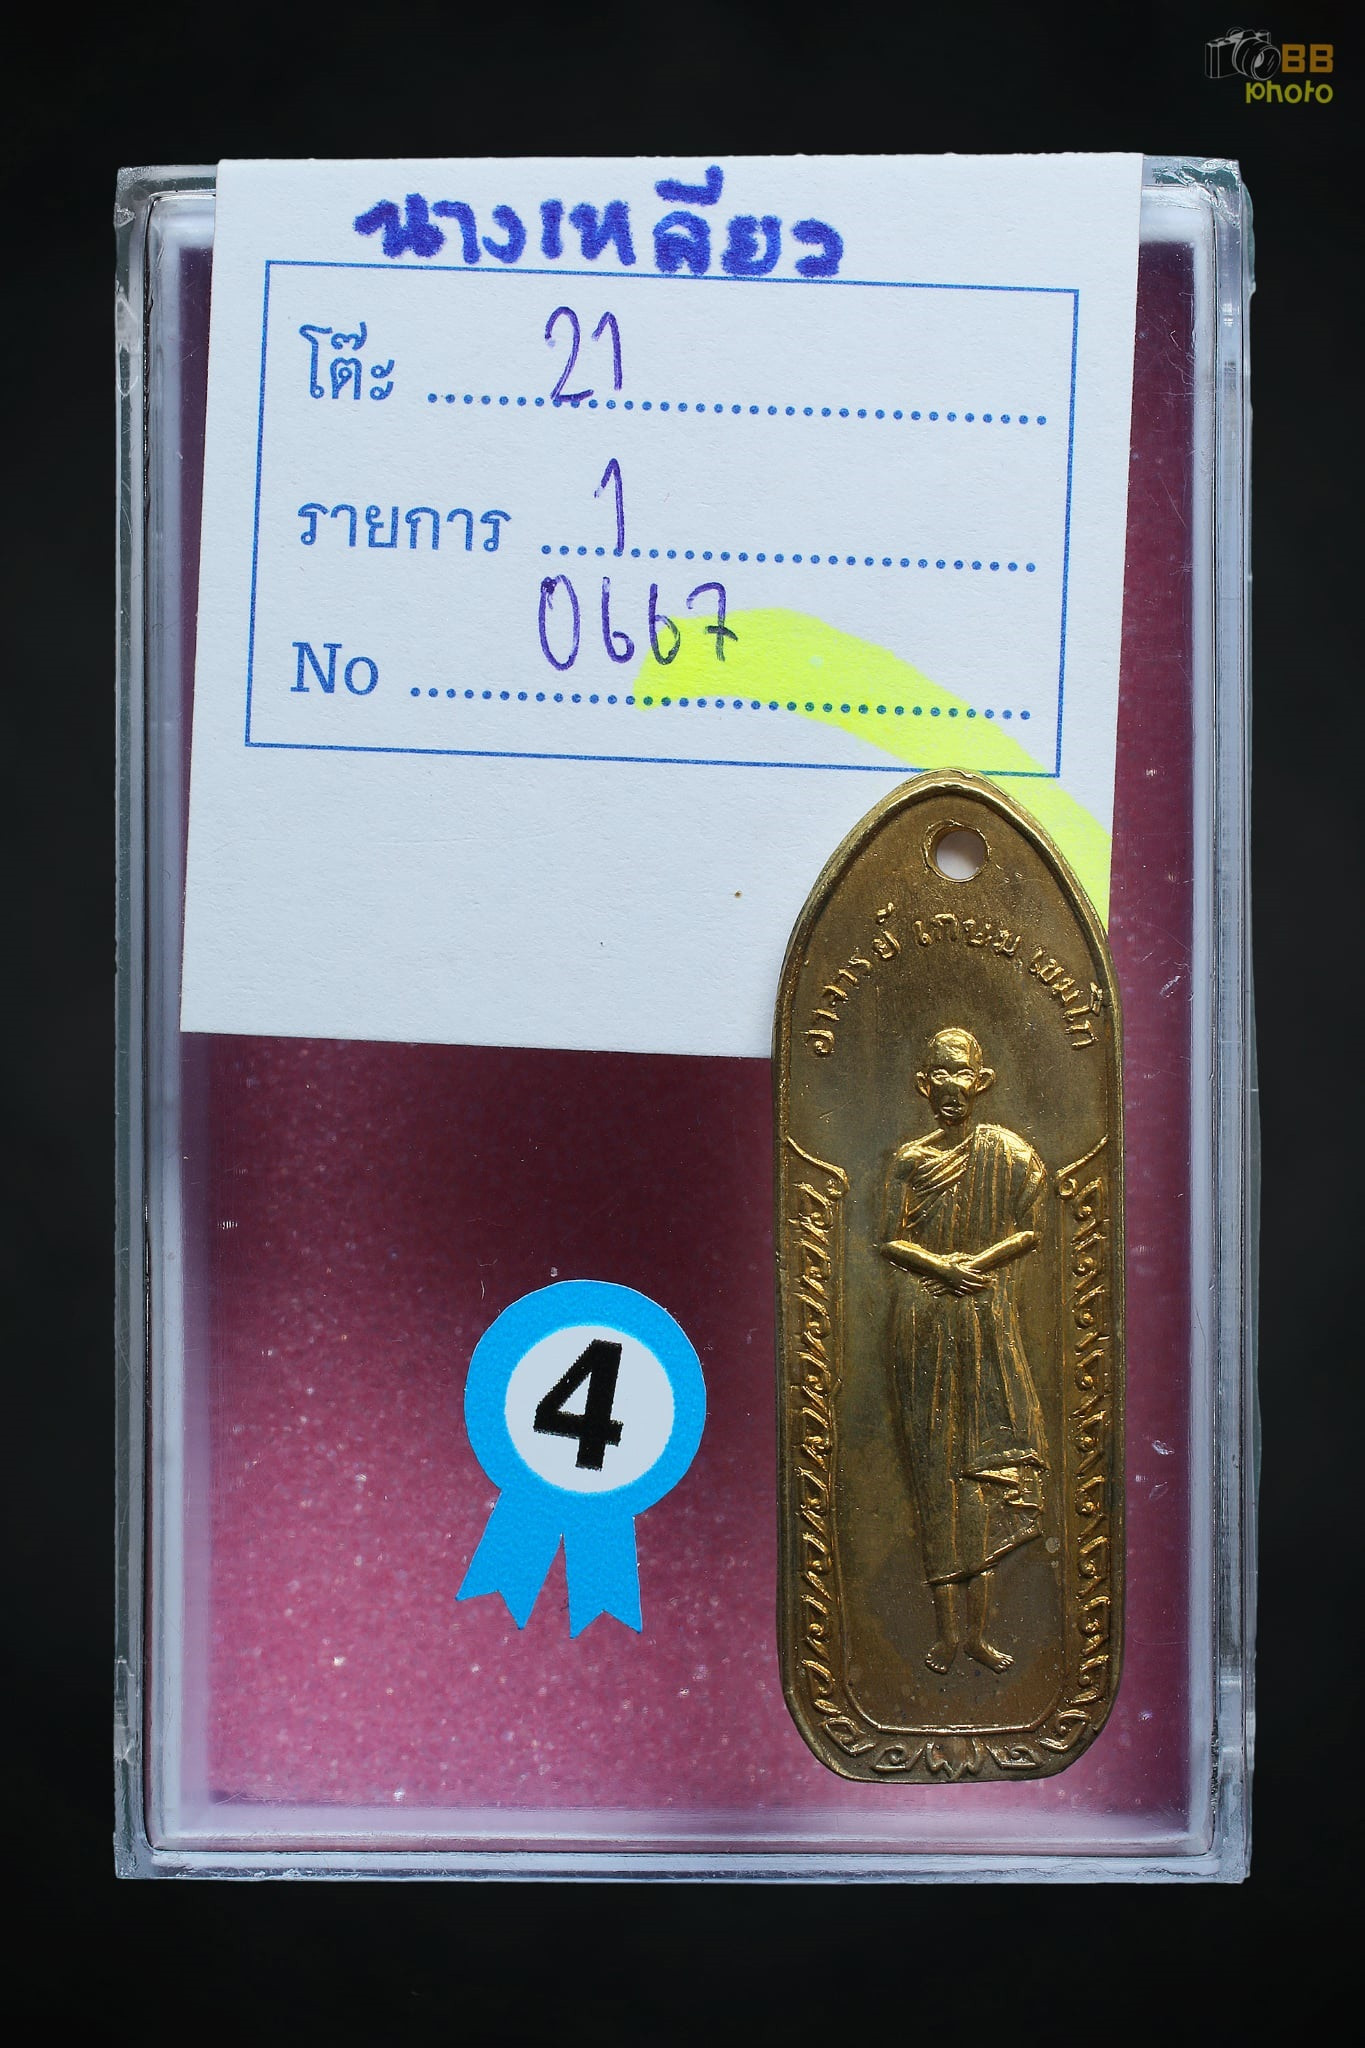 BB
photo
นางเหลียว
โต๊ะ 21
รายการ 1
No 0667
อาจารย์ เกษม เขมโก
4